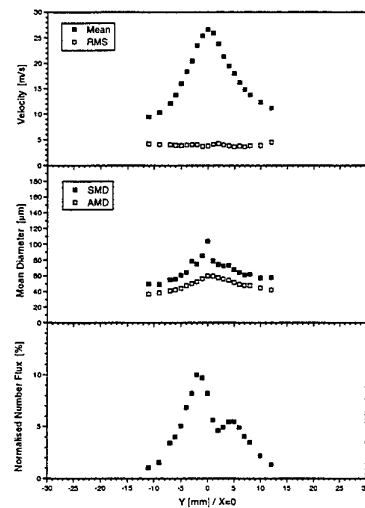 30
25
20
15
10
5
0
Velocity [m/s]
Mean
RMS
180
160
140
120
100
80
60
40
20
0
Mean Diameter [µm]
SMD
AMD
10
5
0
Normalised Number Flux [%]
-30 -25 -20 -15 -10 -5 0 5 10 15 20 25 30
Y [mm] / X=0